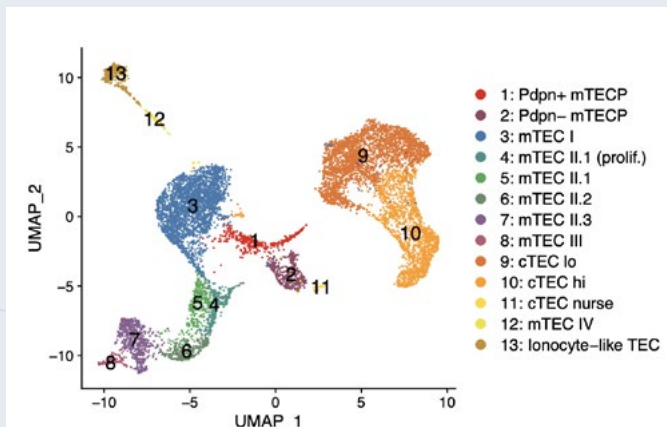 13
12
9
3
10
1
2
11
5 4
7
6
8
10
5
0
−5
−10
UMAP_2
−10
−5
0
5
10
UMAP_1
1: Pdpn+ mTECP
2: Pdpn− mTECP
3: mTEC I
4: mTEC II.1 (prolif.)
5: mTEC II.1
6: mTEC II.2
7: mTEC II.3
8: mTEC III
9: cTEC lo
10: cTEC hi
11: cTEC nurse
12: mTEC IV
13: Ionocyte−like TEC